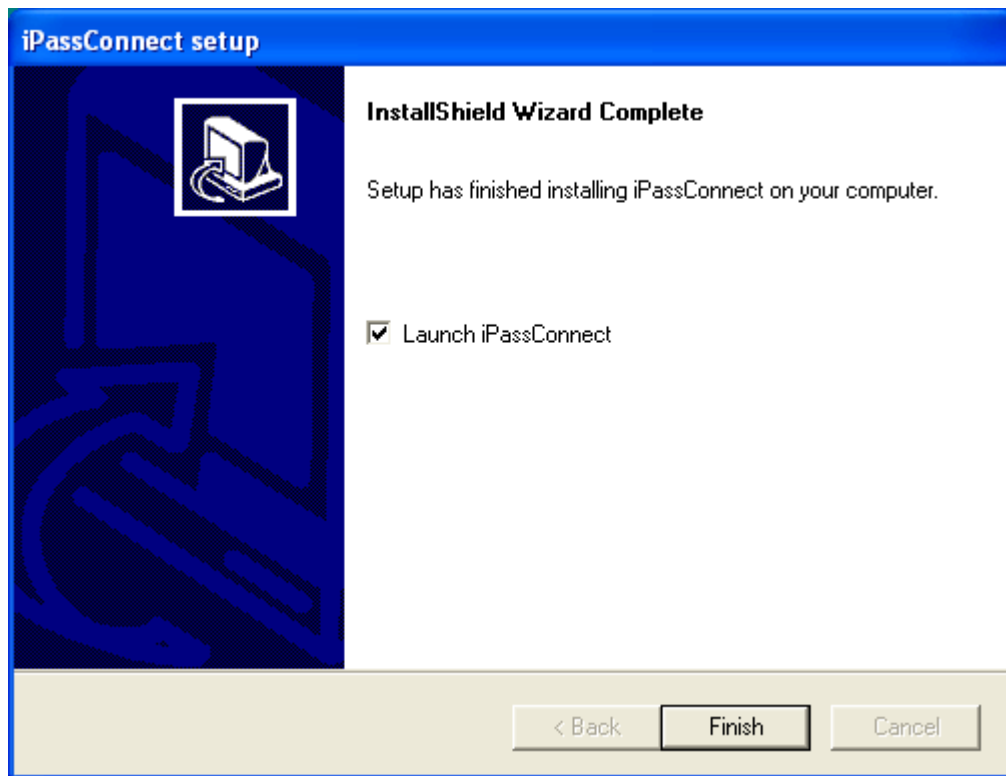 iPassConnect setup
InstallShield Wizard Complete
Setup has finished installing iPassConnect on your computer.
Launch iPassConnect
< Back
Finish
Cancel